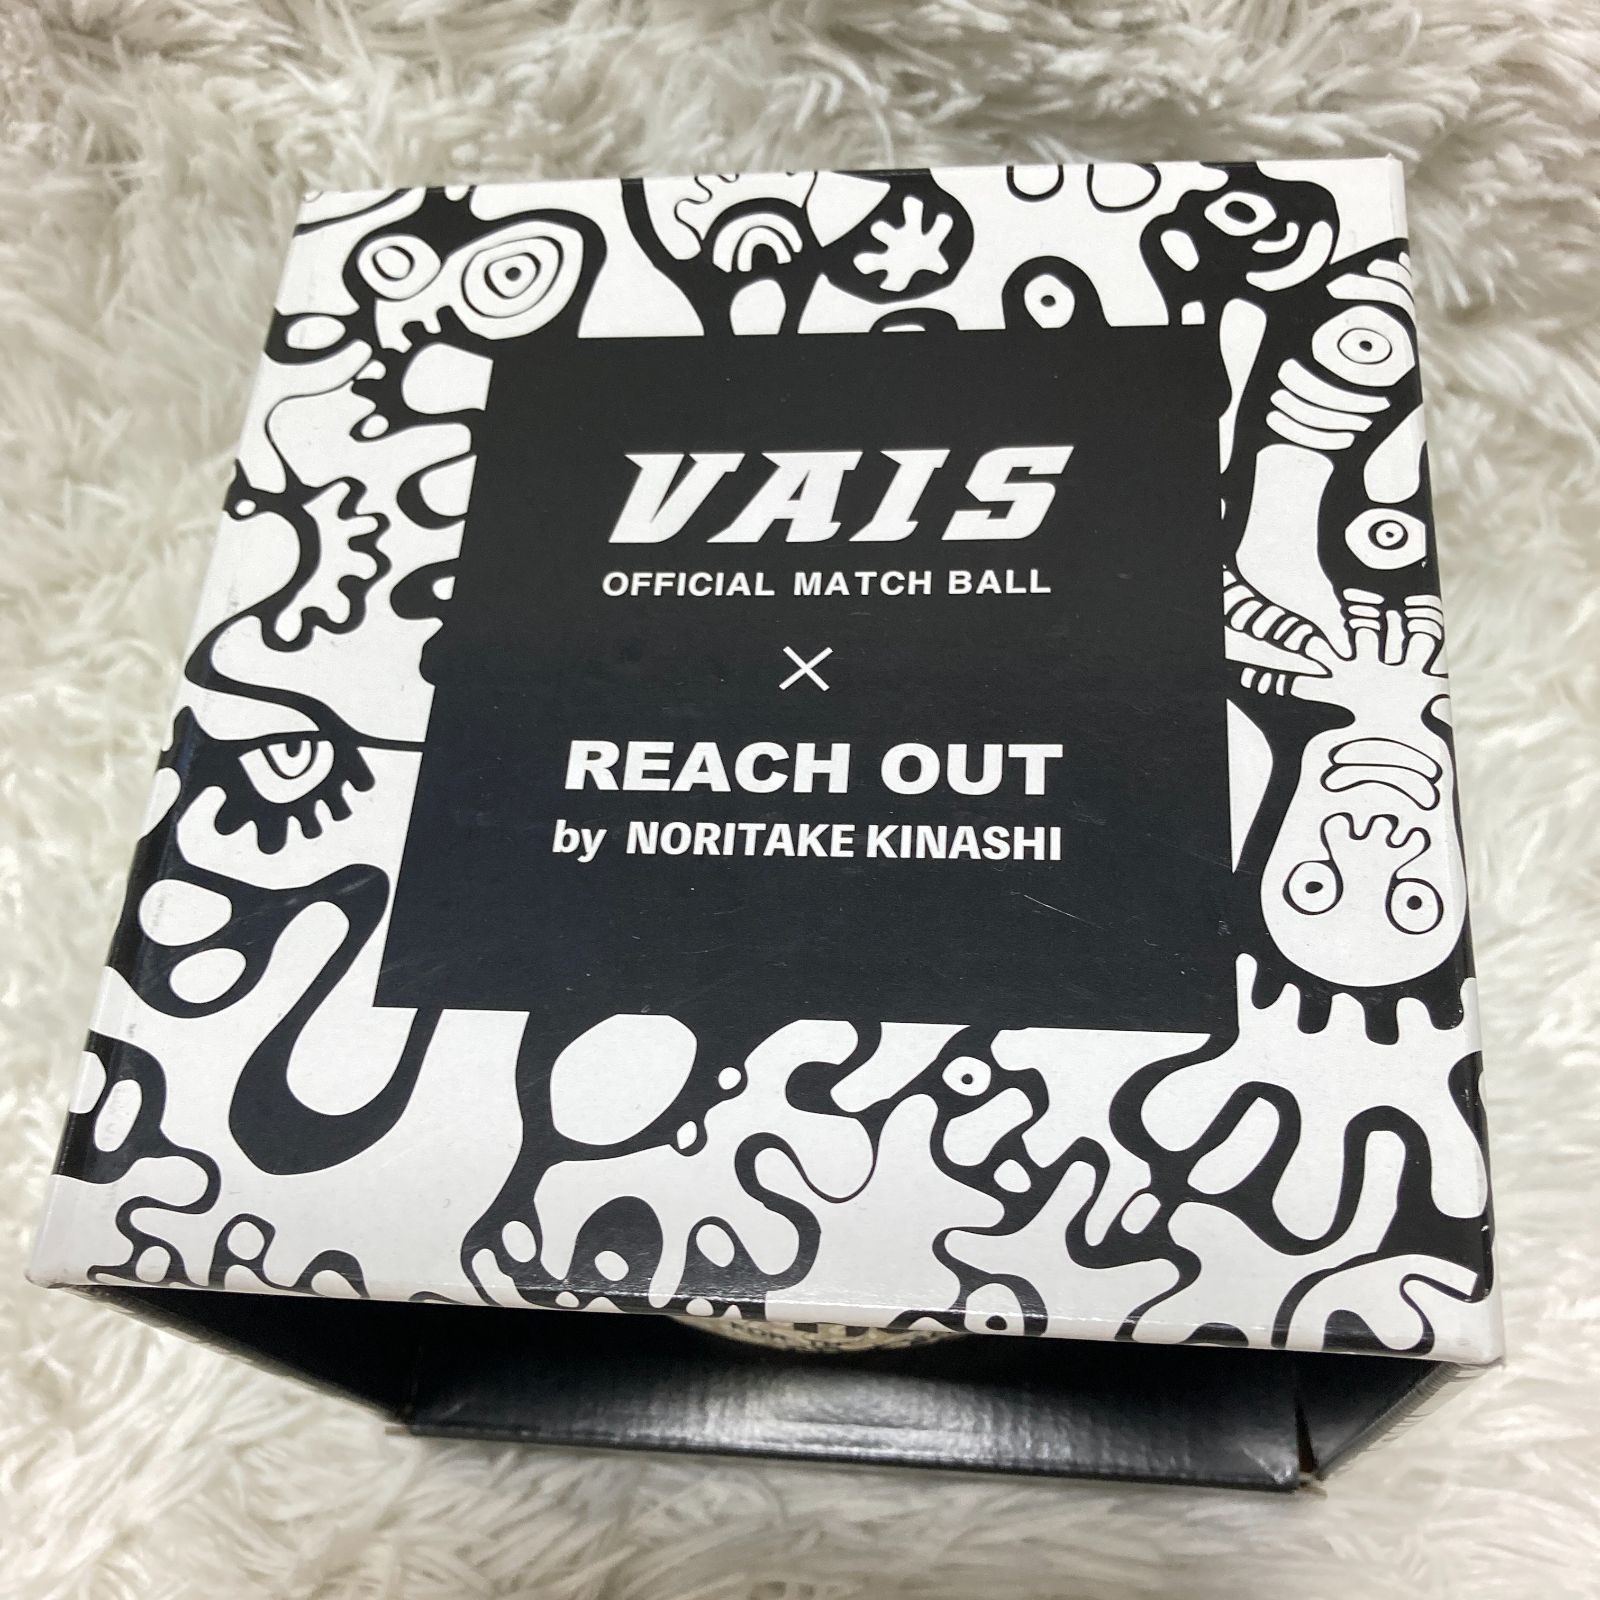 VAIS
OFFICIAL MATCH BALL
×
REACH OUT
by NORITAKE KINASHI